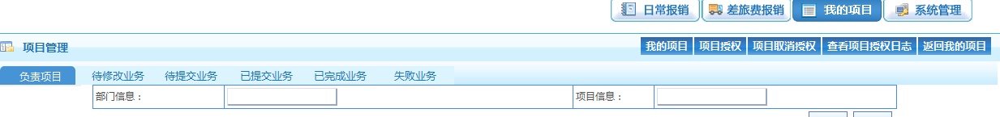 日常报销 差旅费报销 我的项目 系统管理
项目管理 我的项目 项目授权 项目取消授权 查看项目授权日志 返回我的项目
负责项目 待修改业务 待提交业务 已提交业务 已完成业务 失败业务
部门信息： 项目信息：